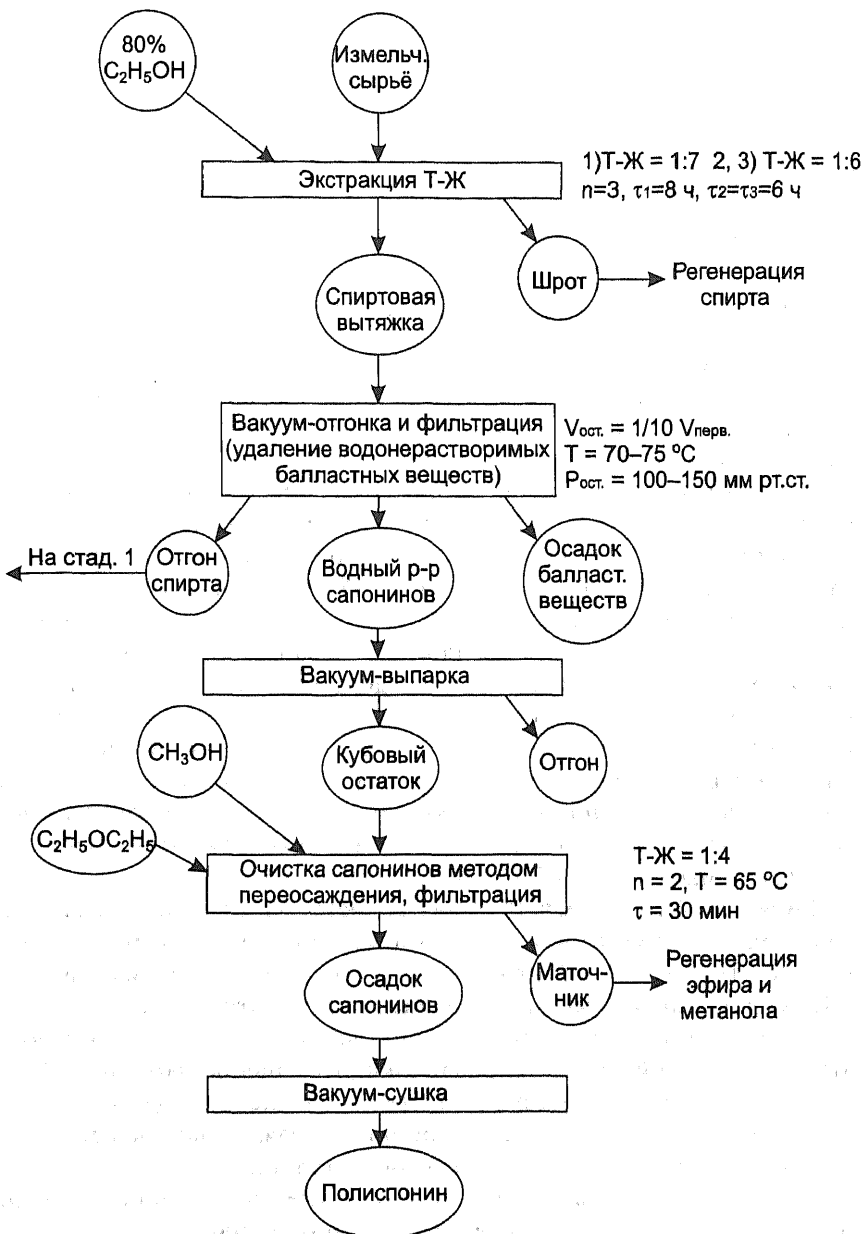 80%
C₂H₅OH
Измельч.
сырьё
Экстракция Т-Ж
1)Т-Ж = 1:7 2, 3) Т-Ж = 1:6
n=3, τ1=8 ч, τ2=τ3=6 ч
Спиртовая
вытяжка
Шрот
Регенерация
спирта
Вакуум-отгонка и фильтрация
(удаление водонерастворимых
балластных веществ)
Vост. = 1/10 Vперв.
T = 70–75 ºC
Pост. = 100–150 мм рт.ст.
На стад. 1
Отгон
спирта
Водный р-р
сапонинов
Осадок
балласт.
веществ
Вакуум-выпарка
CH₃OH
Кубовый
остаток
Отгон
C₂H₅OC₂H₅
Очистка сапонинов методом
переосаждения, фильтрация
Т-Ж = 1:4
n = 2, T = 65 ºC
τ = 30 мин
Осадок
сапонинов
Маточ-
ник
Регенерация
эфира и
метанола
Вакуум-сушка
Полиспонин